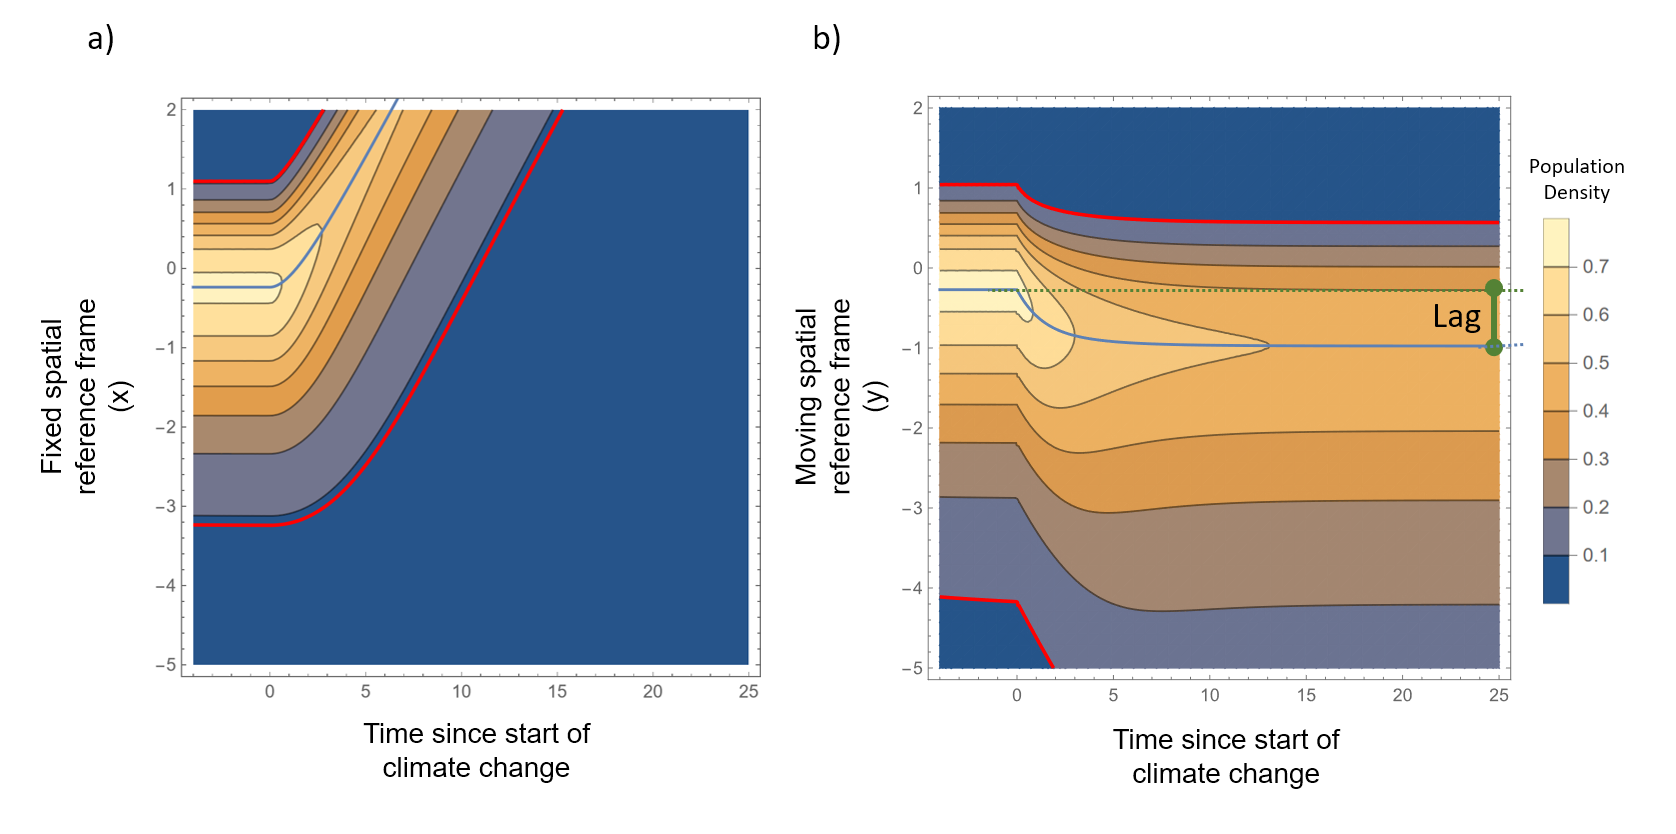 a)
b)
Fixed spatial
reference frame
(x)
2
1
0
−1
−2
−3
−4
−5
0
5
10
15
20
25
Time since start of
climate change
Moving spatial
reference frame
(y)
2
1
0
−1
−2
−3
−4
−5
0
5
10
15
20
25
Time since start of
climate change
Lag
Population
Density
0.7
0.6
0.5
0.4
0.3
0.2
0.1